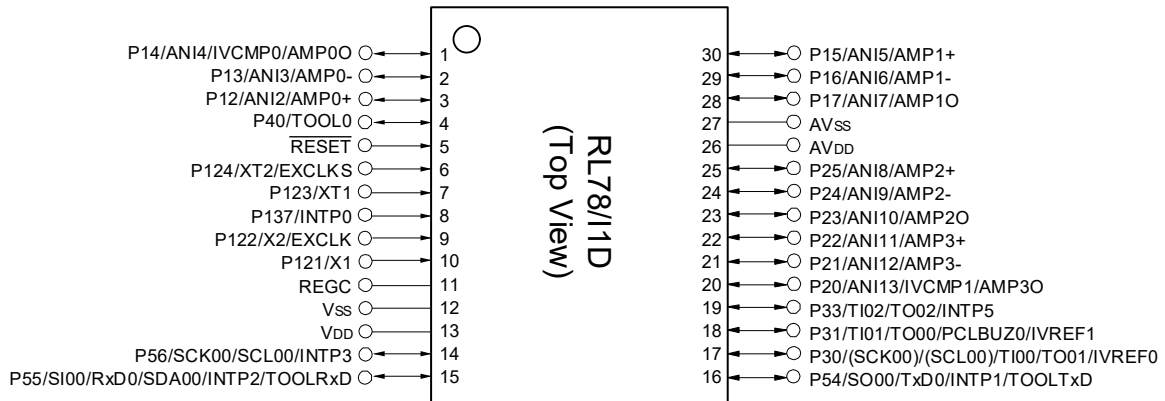 P14/ANI4/IVCMP0/AMP0O 1
P13/ANI3/AMP0- 2
P12/ANI2/AMP0+ 3
P40/TOOL0 4
RESET 5
P124/XT2/EXCLKS 6
P123/XT1 7
P137/INTP0 8
P122/X2/EXCLK 9
P121/X1 10
REGC 11
Vss 12
VDD 13
P56/SCK00/SCL00/INTP3 14
P55/SI00/RxD0/SDA00/INTP2/TOOLRxD 15
RL78/I1D
(Top View)
30 P15/ANI5/AMP1+
29 P16/ANI6/AMP1-
28 P17/ANI7/AMP1O
27 AVss
26 AVDD
25 P25/ANI8/AMP2+
24 P24/ANI9/AMP2-
23 P23/ANI10/AMP2O
22 P22/ANI11/AMP3+
21 P21/ANI12/AMP3-
20 P20/ANI13/IVCMP1/AMP3O
19 P33/TI02/TO02/INTP5
18 P31/TI01/TO00/PCLBUZ0/IVREF1
17 P30/(SCK00)/(SCL00)/TI00/TO01/IVREF0
16 P54/SO00/TxD0/INTP1/TOOLTxD